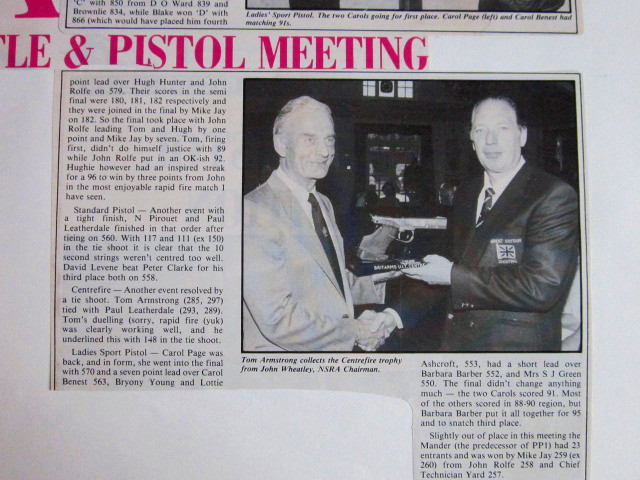 'C' with 850 from D O Ward 839 and
Brownlie 834, while Blake won 'D' with
866 (which would have placed him fourth
Ladies' Sport Pistol. The two Carols going for first place. Carol Page (left) and Carol Benest had
matching 91s.
TLE & PISTOL MEETING
point lead over Hugh Hunter and John
Rolfe on 579. Their scores in the semi
final were 180, 181, 182 respectively and
they were joined in the final by Mike Jay
on 182. So the final took place with John
Rolfe leading Tom and Hugh by one
point and Mike Jay by seven. Tom, firing
first, didn't do himself justice with 89
while John Rolfe put in an OK-ish 92.
Hughie however had an inspired streak
for a 96 to win by three points from John
in the most enjoyable rapid fire match I
have seen.
Standard Pistol — Another event with
a tight finish, N Pirouet and Paul
Leatherdale finished in that order after
tieing on 560. With 117 and 111 (ex 150)
in the tie shoot it is clear that the 10
second strings weren't centred too well.
David Levene beat Peter Clarke for his
third place both on 558.
Centrefire — Another event resolved by
a tie shoot. Tom Armstrong (285, 297)
tied with Paul Leatherdale (293, 289).
Tom's duelling (sorry, rapid fire (yuk)
was clearly working well, and he
underlined this with 148 in the tie shoot.
Ladies Sport Pistol — Carol Page was
back, and in form, she went into the final
with 570 and a seven point lead over Carol
Benest 563, Bryony Young and Lottie
GREAT BRITAIN
SHOOTING
BRITARMS
Tom Armstrong collects the Centrefire trophy
from John Wheatley, NSRA Chairman.
Ashcroft, 553, had a short lead over
Barbara Barber 552, and Mrs S J Green
550. The final didn't change anything
much — the two Carols scored 91. Most
of the others scored in 88-90 region, but
Barbara Barber put it all together for 95
and to snatch third place.
Slightly out of place in this meeting the
Mander (the predecessor of PP1) had 23
entrants and was won by Mike Jay 259 (ex
260) from John Rolfe 258 and Chief
Technician Yard 257.